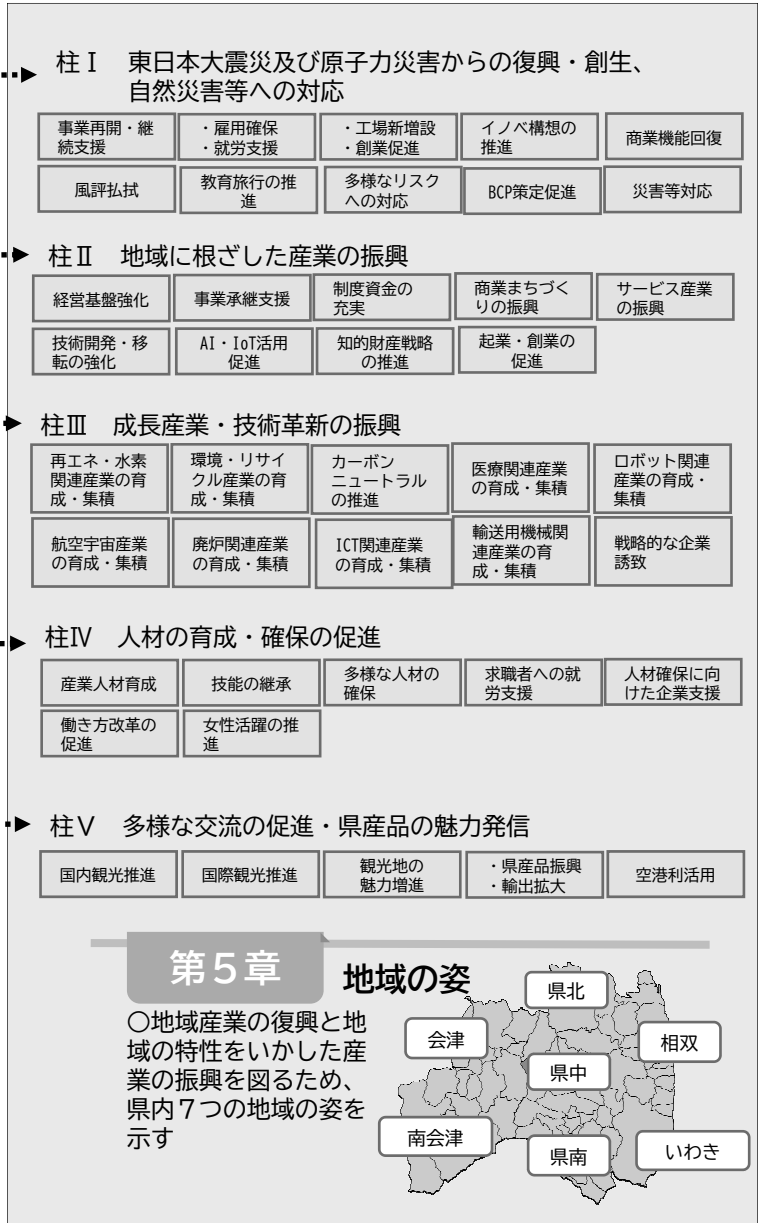 柱Ⅰ　東日本大震災及び原子力災害からの復興・創生、
自然災害等への対応
事業再開・継
続支援
・雇用確保
・就労支援
・工場新増設
・創業促進
イノベ構想の
推進
商業機能回復
風評払拭
教育旅行の推
進
多様なリスク
への対応
BCP策定促進
災害等対応
柱Ⅱ　地域に根ざした産業の振興
経営基盤強化
事業承継支援
制度資金の
充実
商業まちづく
りの振興
サービス産業
の振興
技術開発・移
転の強化
AI・IoT活用
促進
知的財産戦略
の推進
起業・創業の
促進
柱Ⅲ　成長産業・技術革新の振興
再エネ・水素
関連産業の育
成・集積
環境・リサイ
クル産業の育
成・集積
カーボン
ニュートラル
の推進
医療関連産業
の育成・集積
ロボット関連
産業の育成・
集積
航空宇宙産業
の育成・集積
廃炉関連産業
の育成・集積
ICT関連産業
の育成・集積
輸送用機械関
連産業の育
成・集積
戦略的な企業
誘致
柱Ⅳ　人材の育成・確保の促進
産業人材育成
技能の継承
多様な人材の
確保
求職者への就
労支援
人材確保に向
けた企業支援
働き方改革の
促進
女性活躍の推
進
柱Ⅴ　多様な交流の促進・県産品の魅力発信
国内観光推進
国際観光推進
観光地の
魅力増進
・県産品振興
・輸出拡大
空港利活用
第５章　地域の姿
〇地域産業の復興と地
域の特性をいかした産
業の振興を図るため、
県内７つの地域の姿を
示す
県北
会津
相双
県中
南会津
県南
いわき